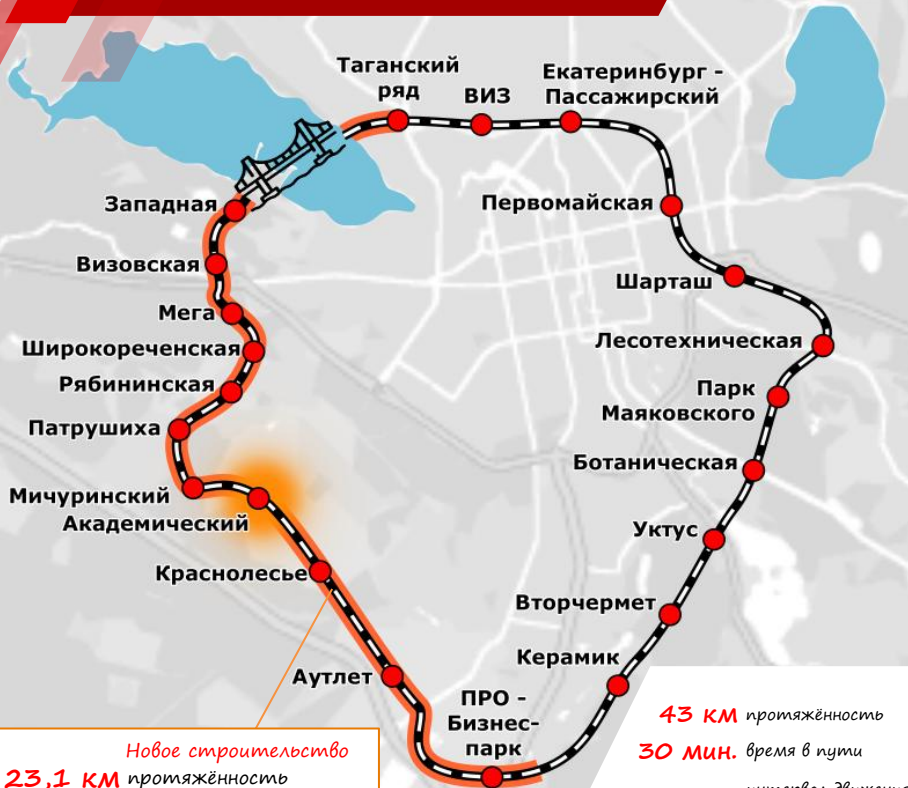 Таганский
ряд
ВИЗ
Екатеринбург -
Пассажирский
Западная
Первомайская
Визовская
Шарташ
Мега
Широкореченская
Лесотехническая
Рябининская
Парк
Маяковского
Патрушиха
Ботаническая
Мичуринский
Академический
Уктус
Краснолесье
Вторчермет
Керамик
Аутлет
ПРО -
Бизнес-
парк
Новое строительство
23,1 км протяжённость
43 км протяжённость
30 мин. время в пути